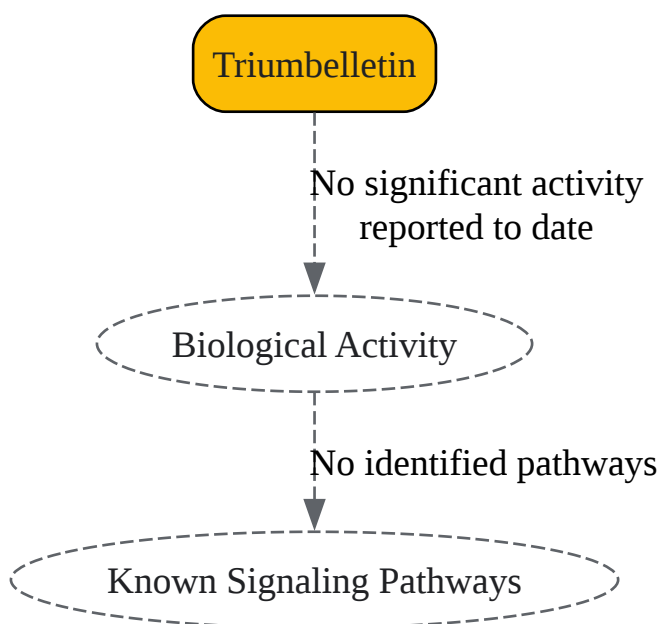 Triumbelletin
No significant activity
reported to date
Biological Activity
No identified pathways
Known Signaling Pathways